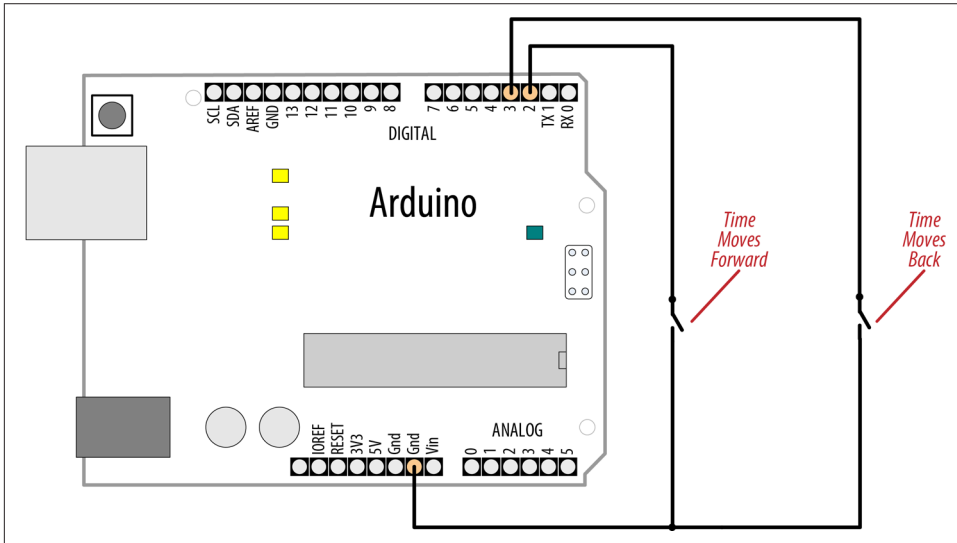 SCL
SDA
AREF
GND
13
12
11
10
9
8
7
6
5
4
3
2
TX 1
RX 0
DIGITAL
Arduino
Time
Moves
Forward
Time
Moves
Back
ANALOG
IOREF
RESET
3V3
5V
Gnd
Gnd
Vin
0
1
2
3
4
5